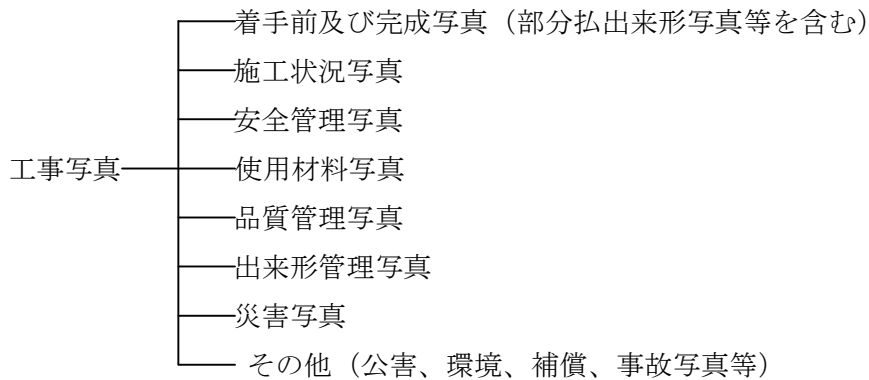 着手前及び完成写真（部分払出来形写真等を含む）
施工状況写真
安全管理写真
工事写真 使用材料写真
品質管理写真
出来形管理写真
災害写真
その他（公害、環境、補償、事故写真等）